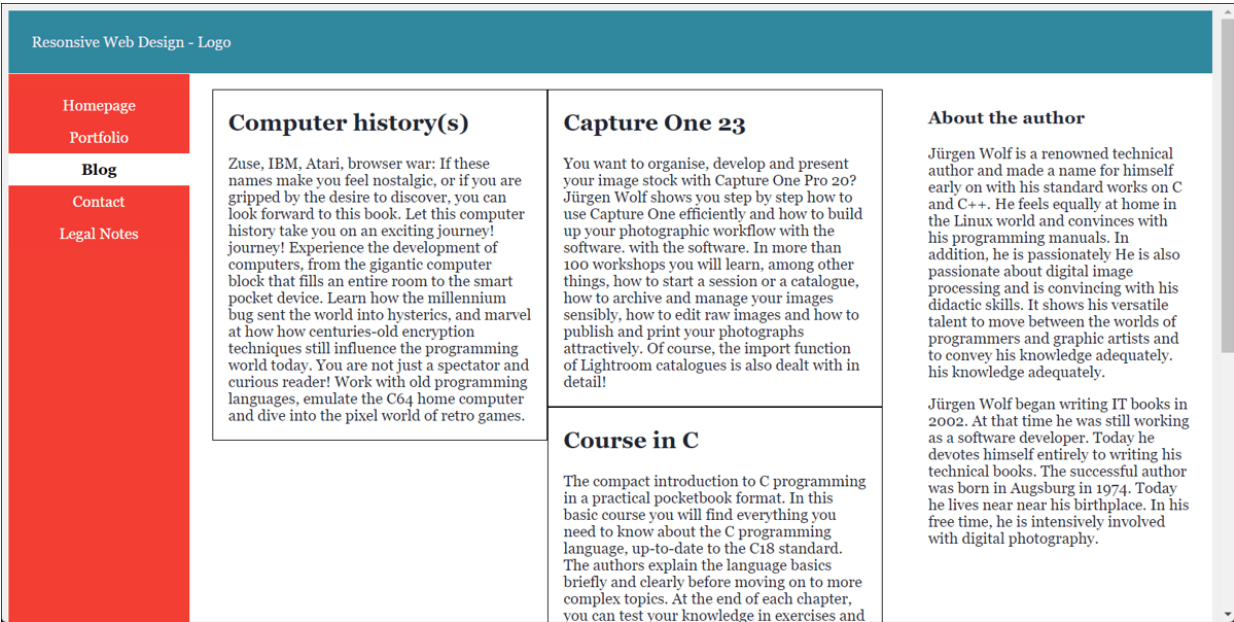 Resonsive Web Design - Logo
Homepage
Portfolio
Blog
Contact
Legal Notes
Computer history(s)
Zuse, IBM, Atari, browser war: If these
names make you feel nostalgic, or if you are
gripped by the desire to discover, you can
look forward to this book. Let this computer
history take you on an exciting journey!
journey! Experience the development of
computers, from the gigantic computer
block that fills an entire room to the smart
pocket device. Learn how the millennium
bug sent the world into hysterics, and marvel
at how how centuries-old encryption
techniques still influence the programming
world today. You are not just a spectator and
curious reader! Work with old programming
languages, emulate the C64 home computer
and dive into the pixel world of retro games.
Capture One 23
You want to organise, develop and present
your image stock with Capture One Pro 20?
Jürgen Wolf shows you step by step how to
use Capture One efficiently and how to build
up your photographic workflow with the
software. with the software. In more than
100 workshops you will learn, among other
things, how to start a session or a catalogue,
how to archive and manage your images
sensibly, how to edit raw images and how to
publish and print your photographs
attractively. Of course, the import function
of Lightroom catalogues is also dealt with in
detail!
Course in C
The compact introduction to C programming
in a practical pocketbook format. In this
basic course you will find everything you
need to know about the C programming
language, up-to-date to the C18 standard.
The authors explain the language basics
briefly and clearly before moving on to more
complex topics. At the end of each chapter,
you can test your knowledge in exercises and
About the author
Jürgen Wolf is a renowned technical
author and made a name for himself
early on with his standard works on C
and C++. He feels equally at home in
the Linux world and convinces with
his programming manuals. In
addition, he is passionately He is also
passionate about digital image
processing and is convincing with his
didactic skills. It shows his versatile
talent to move between the worlds of
programmers and graphic artists and
to convey his knowledge adequately.
his knowledge adequately.
Jürgen Wolf began writing IT books in
2002. At that time he was still working
as a software developer. Today he
devotes himself entirely to writing his
technical books. The successful author
was born in Augsburg in 1974. Today
he lives near near his birthplace. In his
free time, he is intensively involved
with digital photography.